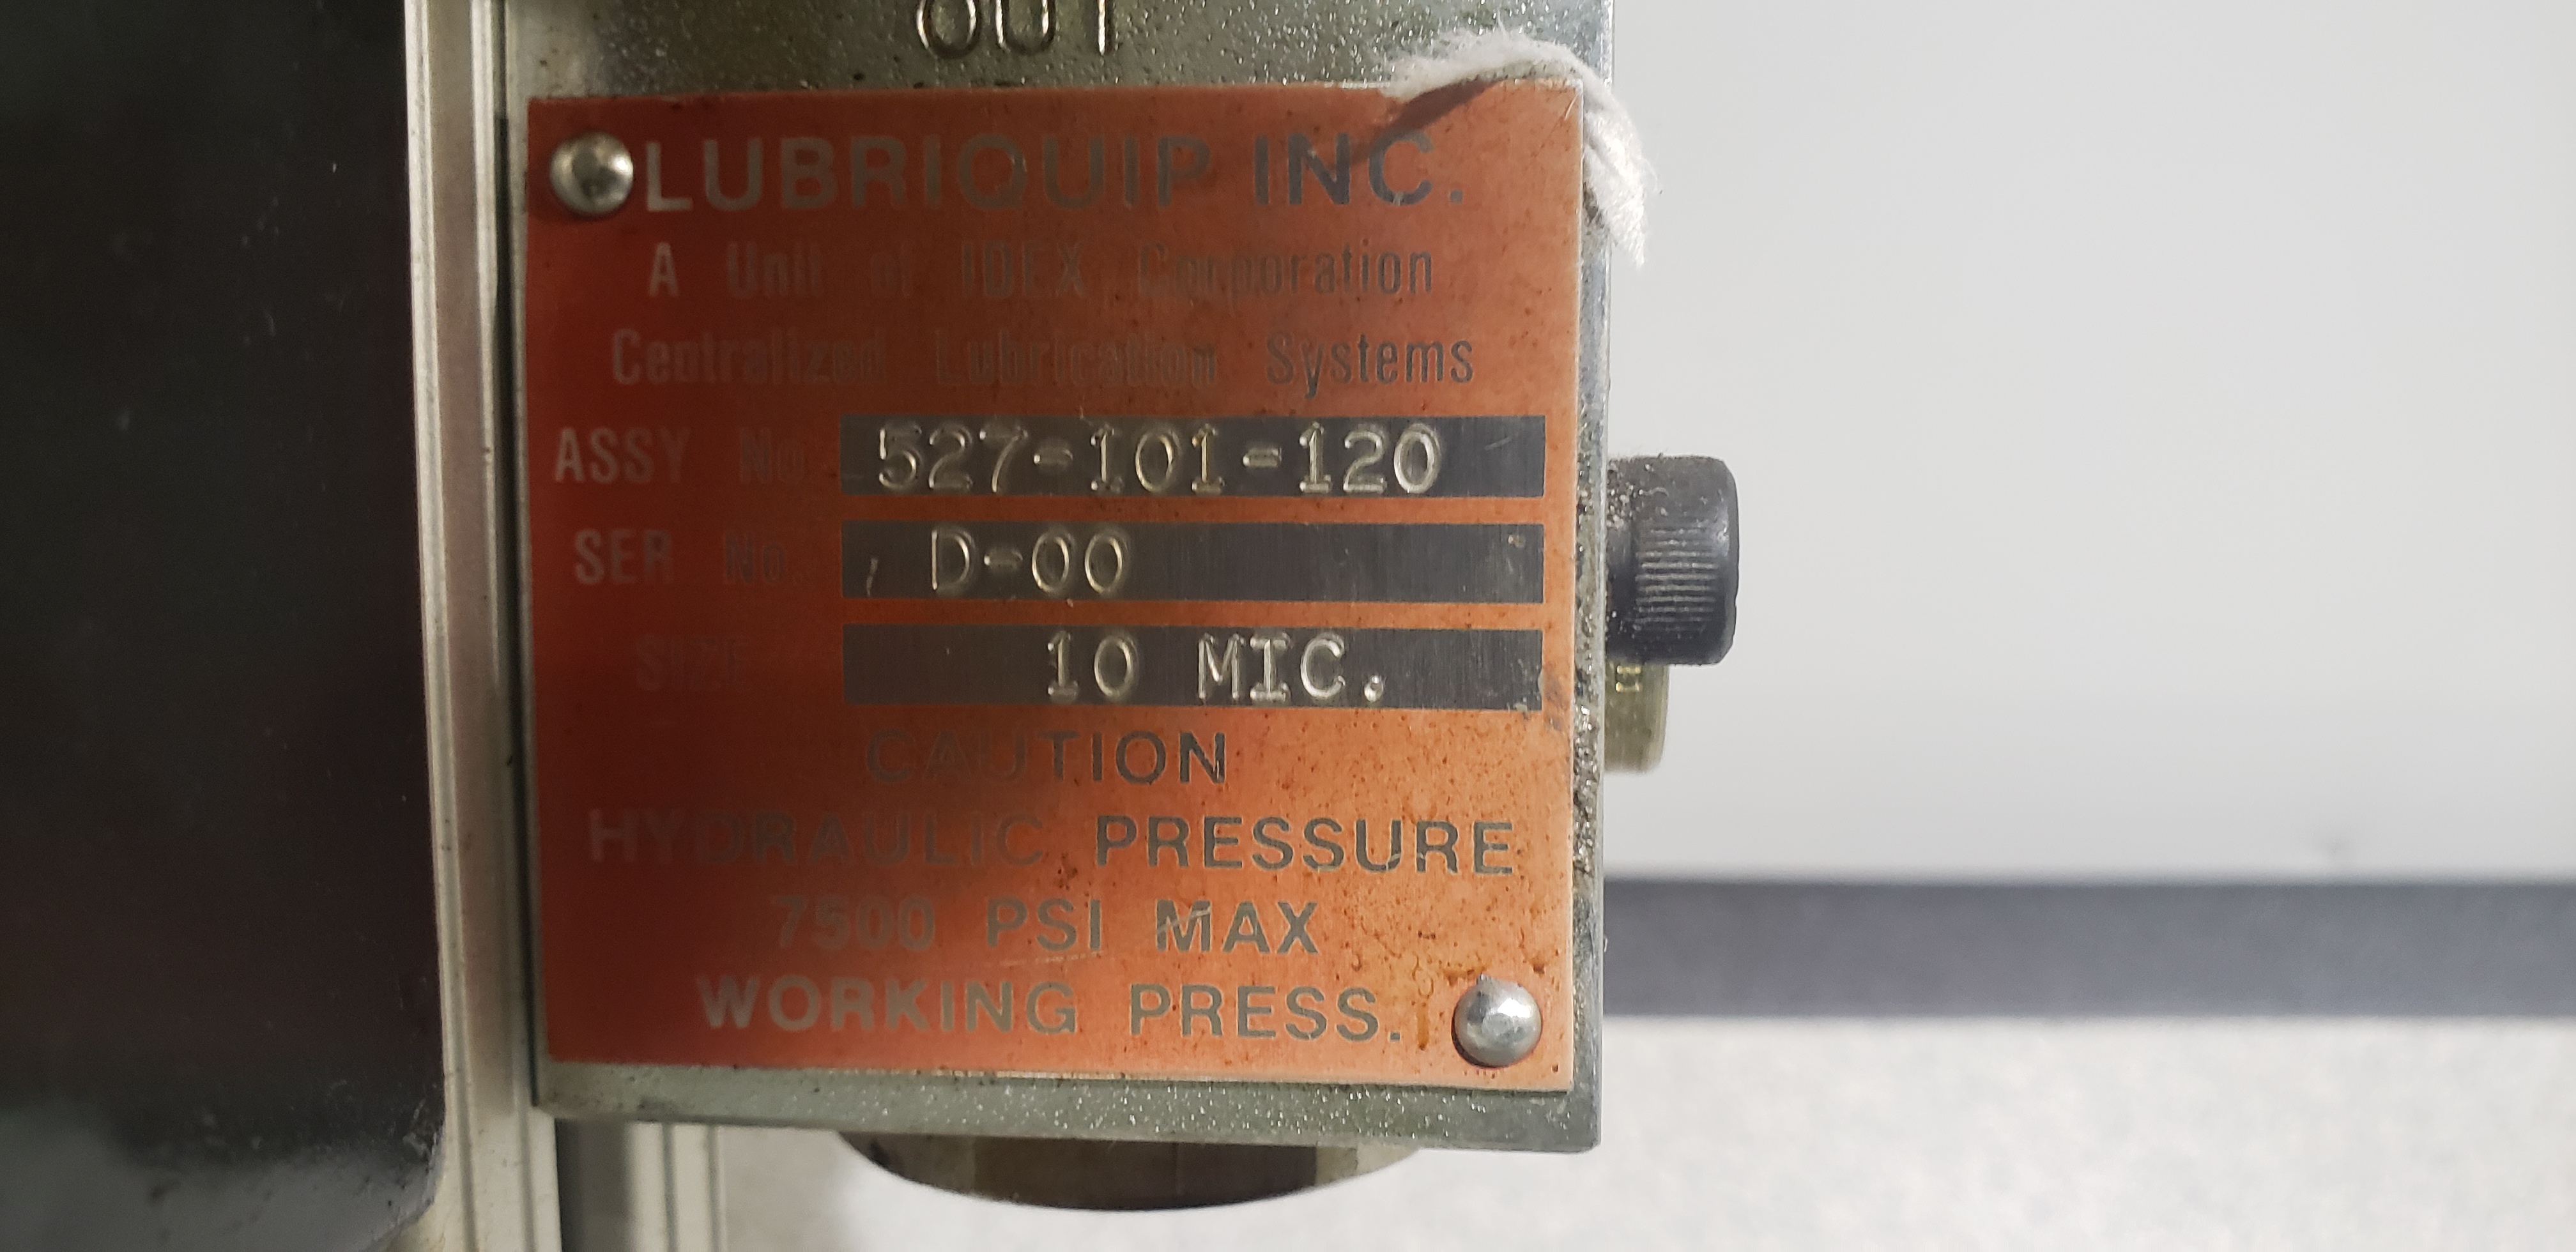 OUT
LUBRIQUIP INC.
A Unit of IDEX Corporation
Centralized Lubrication Systems
ASSY No. 527-101-120
SER No. D-00
SIZE 10 MIC.
CAUTION
HYDRAULIC PRESSURE
7500 PSI MAX
WORKING PRESS.